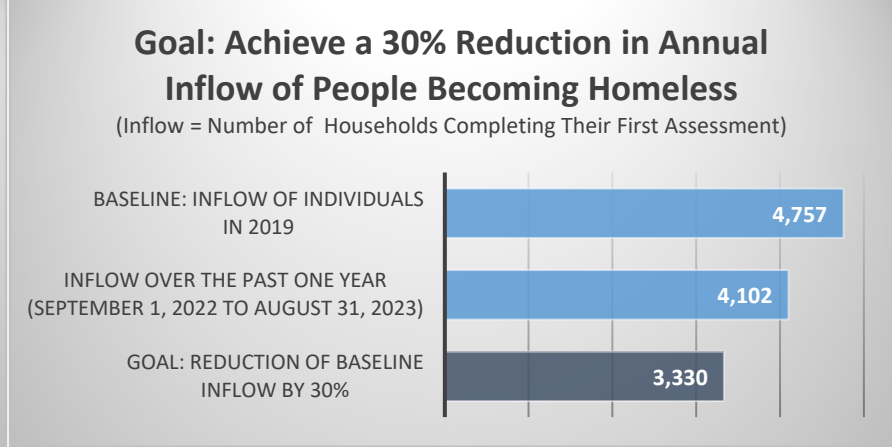 Goal: Achieve a 30% Reduction in Annual
Inflow of People Becoming Homeless
(Inflow = Number of  Households Completing Their First Assessment)
BASELINE: INFLOW OF INDIVIDUALS
IN 2019
4,757
INFLOW OVER THE PAST ONE YEAR
(SEPTEMBER 1, 2022 TO AUGUST 31, 2023)
4,102
GOAL: REDUCTION OF BASELINE
INFLOW BY 30%
3,330